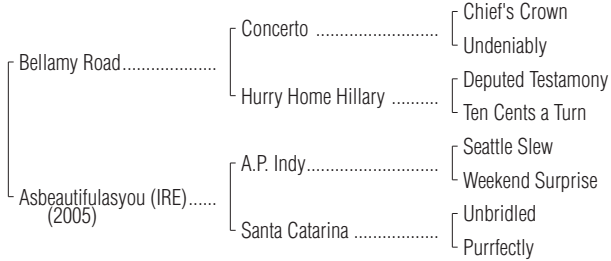 Chief's Crown
Concerto ..........................
Undeniably
Bellamy Road....................
Deputed Testamony
Hurry Home Hillary ..........
Ten Cents a Turn
Seattle Slew
A.P. Indy............................
Weekend Surprise
Asbeautifulasyou (IRE)......
(2005)
Unbridled
Santa Catarina ..................
Purrfectly